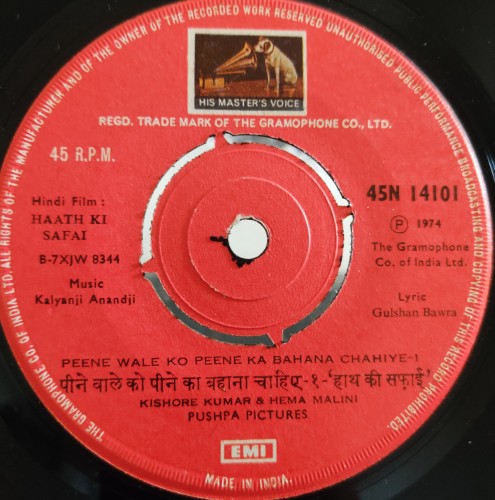 ALL RIGHTS OF THE MANUFACTURER AND OF THE OWNER OF THE RECORDED WORK RESERVED. UNAUTHORISED PUBLIC PERFORMANCE BROADCASTING AND COPYING OF THIS RECORD PROHIBITED.
THE GRAMOPHONE CO. OF INDIA LTD.
HIS MASTER'S VOICE
REGD. TRADE MARK OF THE GRAMOPHONE CO., LTD.
45 R.P.M.
45N 14101
Hindi Film :
HAATH KI
SAFAI
B-7XJW 8344
Music
Kalyanji Anandji
Ⓟ 1974
The Gramophone
Co. of India Ltd.
Lyric
Gulshan Bawra
PEENE WALE KO PEENE KA BAHANA CHAHIYE-1
पीने वाले को पीने का बहाना चाहिए-१-'हाथ की सफ़ाई'
KISHORE KUMAR & HEMA MALINI
PUSHPA PICTURES
EMI
MADE IN INDIA.